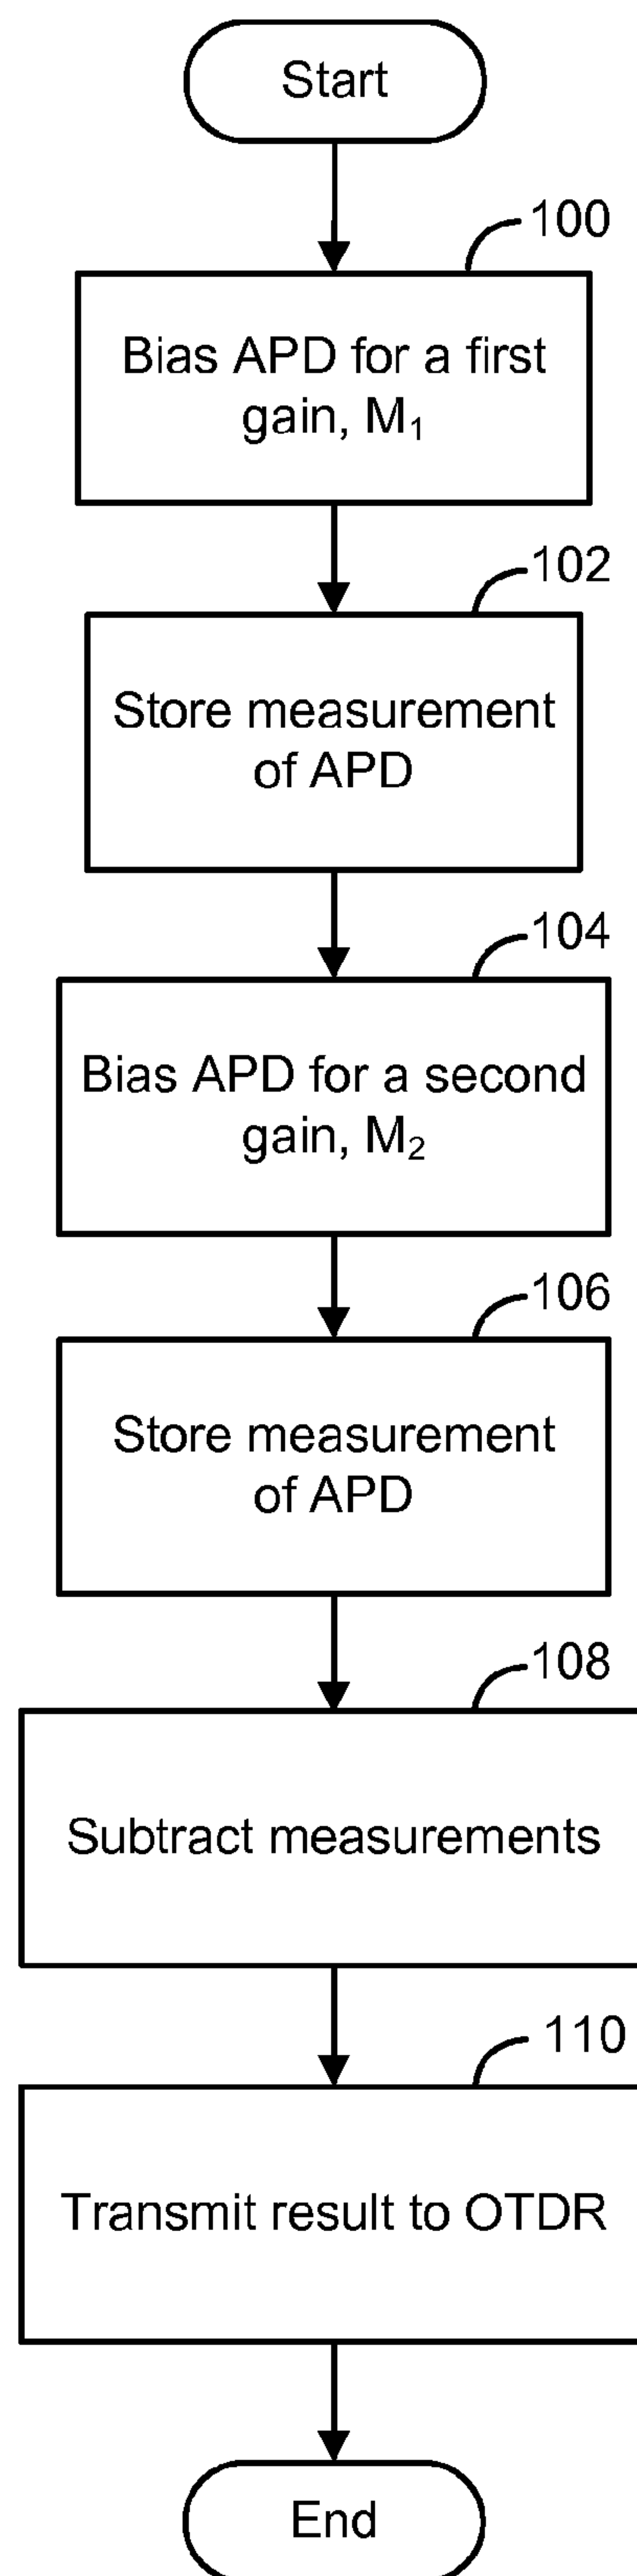 Start
100
Bias APD for a first
gain, M₁
102
Store measurement
of APD
104
Bias APD for a second
gain, M₂
106
Store measurement
of APD
108
Subtract measurements
110
Transmit result to OTDR
End